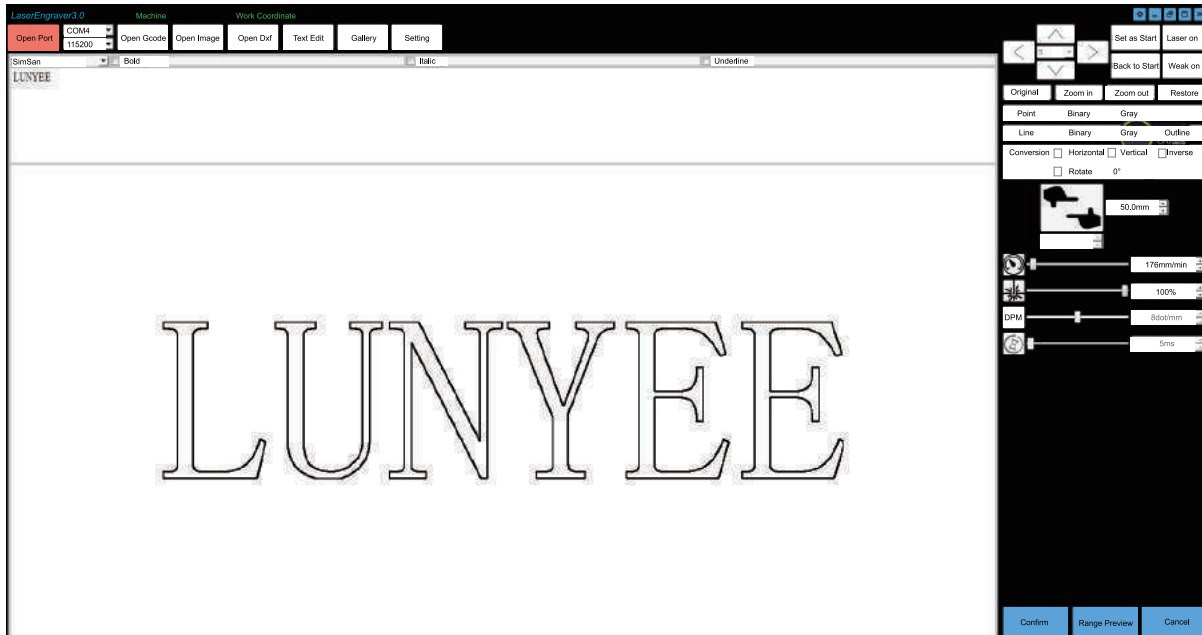 LaserEngraver3.0 Machine Work Coordinate
Open Port COM4 115200 Open Gcode Open Image Open Dxf Text Edit Gallery Setting
Set as Start Laser on
Back to Start Weak on
SimSan Bold Italic Underline
LUNYEE
Original Zoom in Zoom out Restore
Point Binary Gray
Line Binary Gray Outline
Conversion Horizontal Vertical Inverse
Rotate 0°
50.0mm
176mm/min
100%
DPM 8dot/mm
5ms
LUNYEE
Confirm Range Preview Cancel